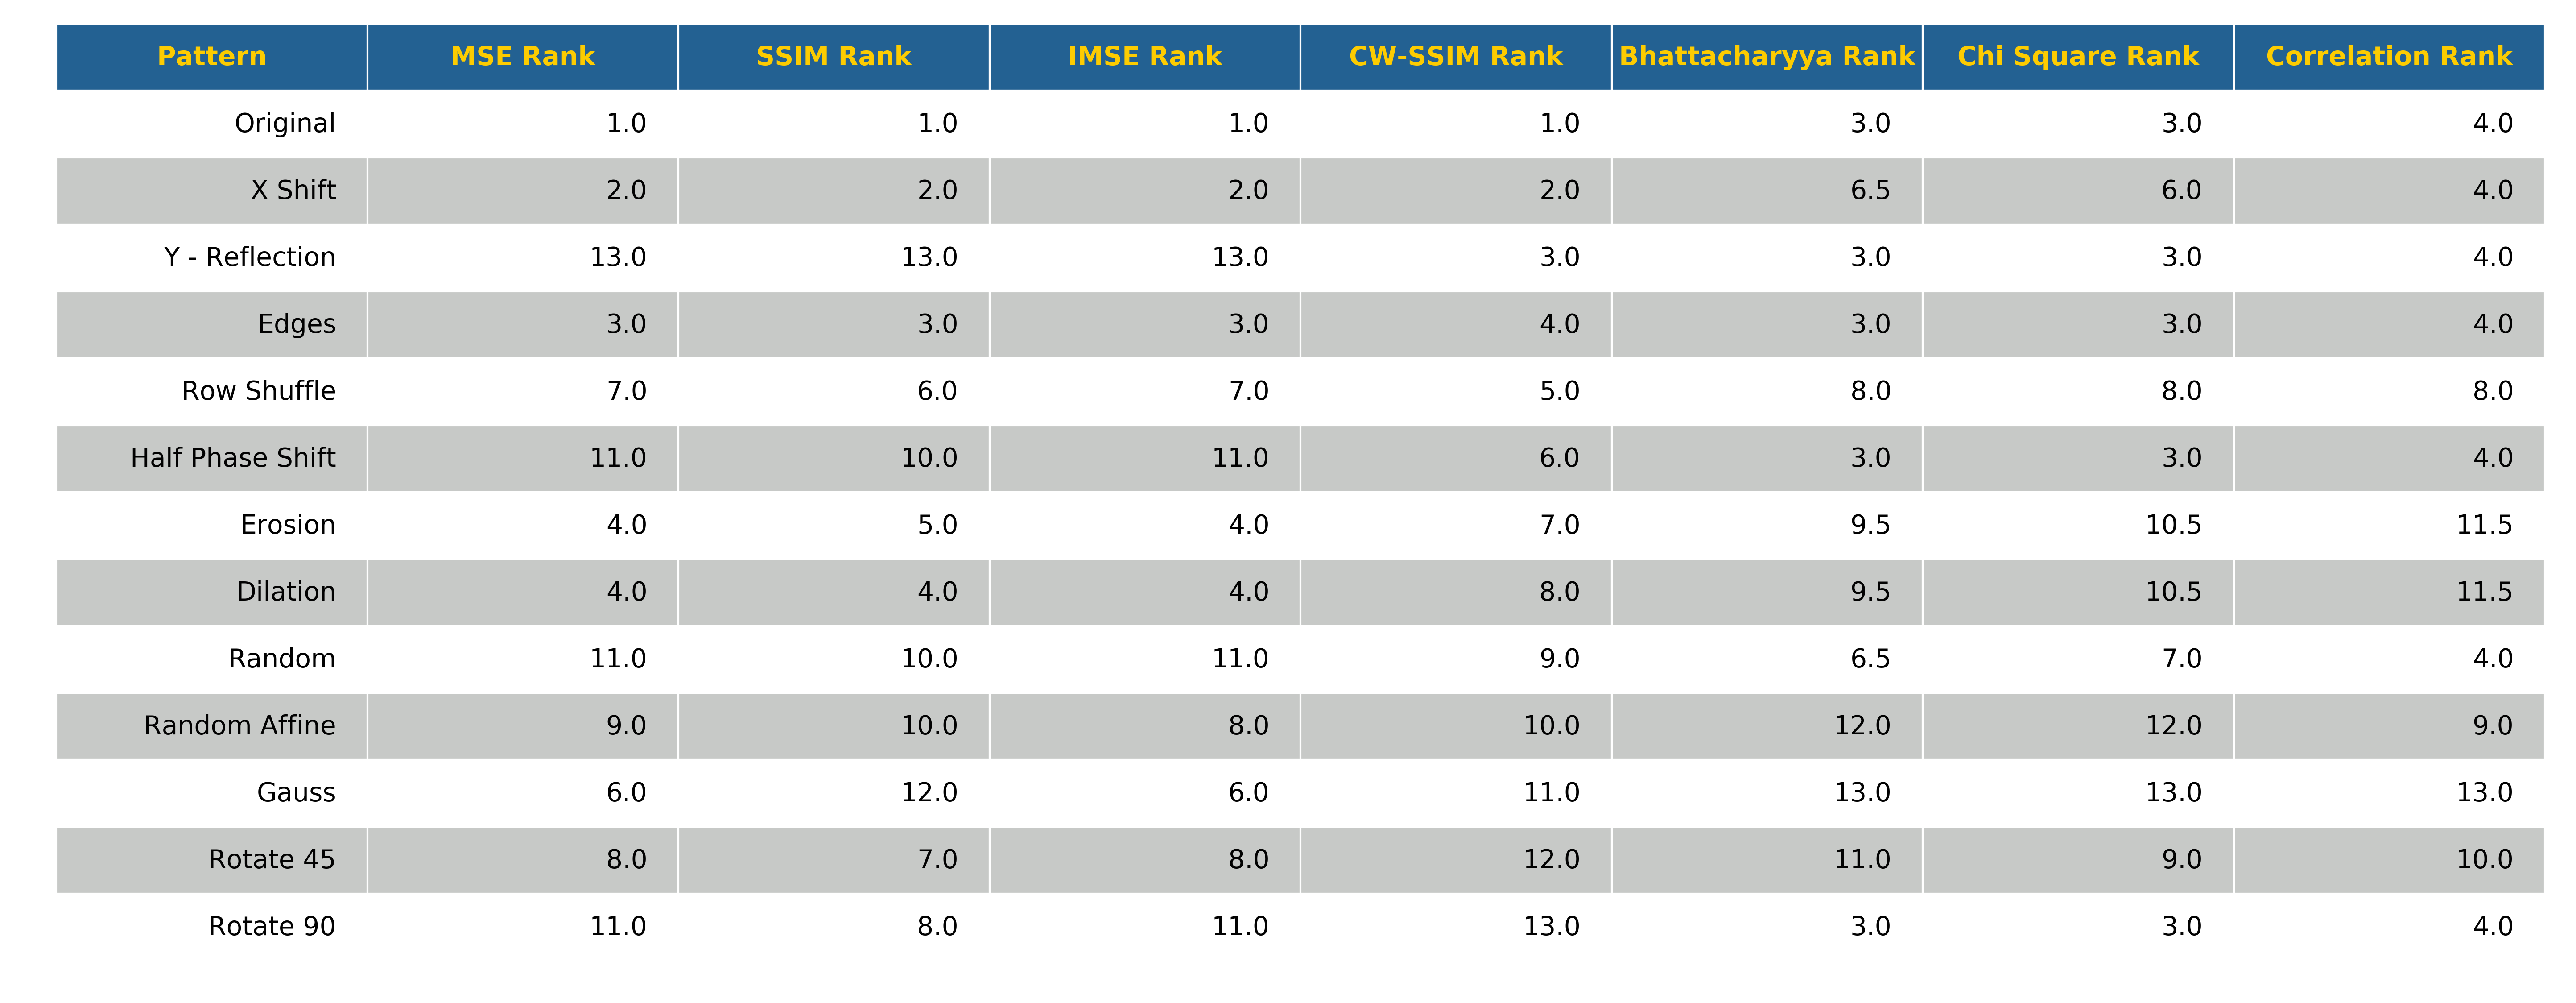 Pattern MSE Rank SSIM Rank IMSE Rank CW-SSIM Rank Bhattacharyya Rank Chi Square Rank Correlation Rank
Original 1.0 1.0 1.0 1.0 3.0 3.0 4.0
X Shift 2.0 2.0 2.0 2.0 6.5 6.0 4.0
Y - Reflection 13.0 13.0 13.0 3.0 3.0 3.0 4.0
Edges 3.0 3.0 3.0 4.0 3.0 3.0 4.0
Row Shuffle 7.0 6.0 7.0 5.0 8.0 8.0 8.0
Half Phase Shift 11.0 10.0 11.0 6.0 3.0 3.0 4.0
Erosion 4.0 5.0 4.0 7.0 9.5 10.5 11.5
Dilation 4.0 4.0 4.0 8.0 9.5 10.5 11.5
Random 11.0 10.0 11.0 9.0 6.5 7.0 4.0
Random Affine 9.0 10.0 8.0 10.0 12.0 12.0 9.0
Gauss 6.0 12.0 6.0 11.0 13.0 13.0 13.0
Rotate 45 8.0 7.0 8.0 12.0 11.0 9.0 10.0
Rotate 90 11.0 8.0 11.0 13.0 3.0 3.0 4.0